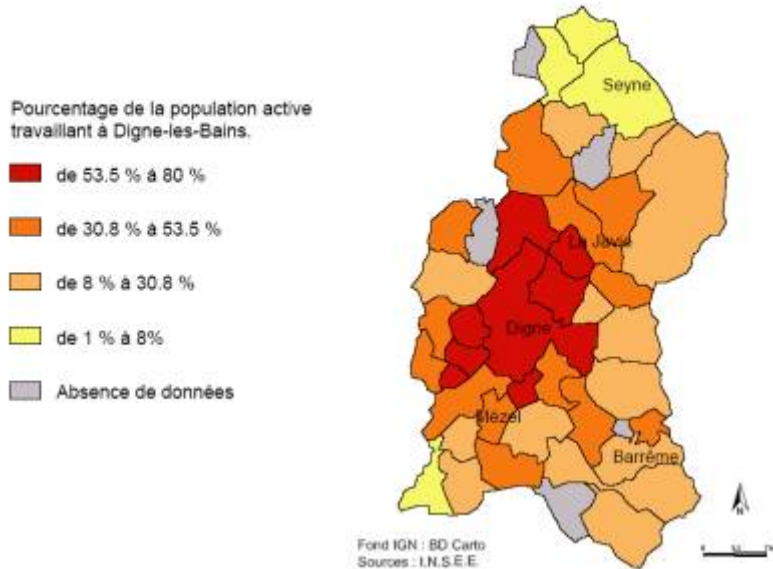 Pourcentage de la population active
travaillant à Digne-les-Bains.
de 53.5 % à 80 %
de 30.8 % à 53.5 %
de 8 % à 30.8 %
de 1 % à 8%
Absence de données
Seyne
La Javie
Digne
Mezel
Barrême
N
Fond IGN : BD Carto
Sources : I.N.S.E.E.